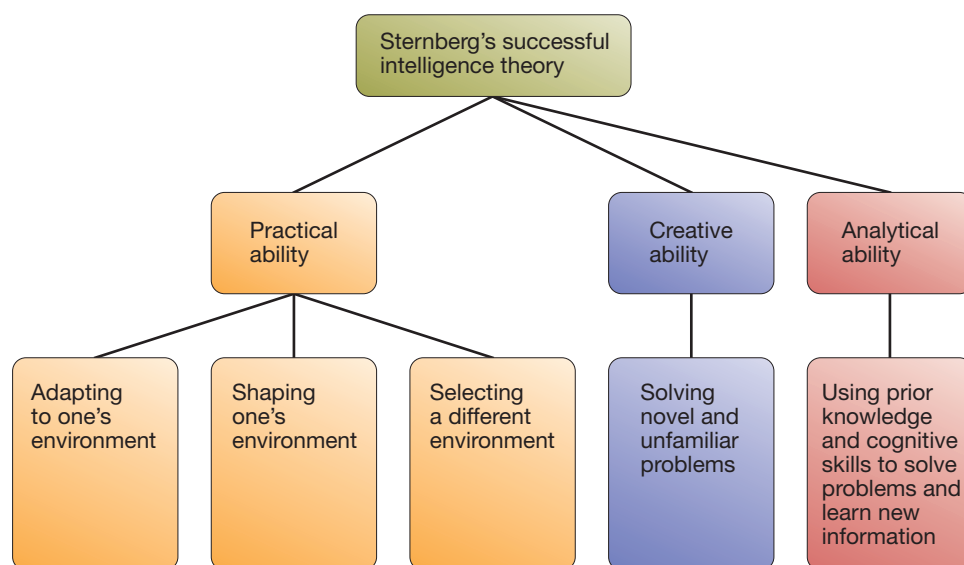 Sternberg’s successful
intelligence theory
Practical
ability
Creative
ability
Analytical
ability
Adapting
to one’s
environment
Shaping
one’s
environment
Selecting
a different
environment
Solving
novel and
unfamiliar
problems
Using prior
knowledge
and cognitive
skills to solve
problems and
learn new
information